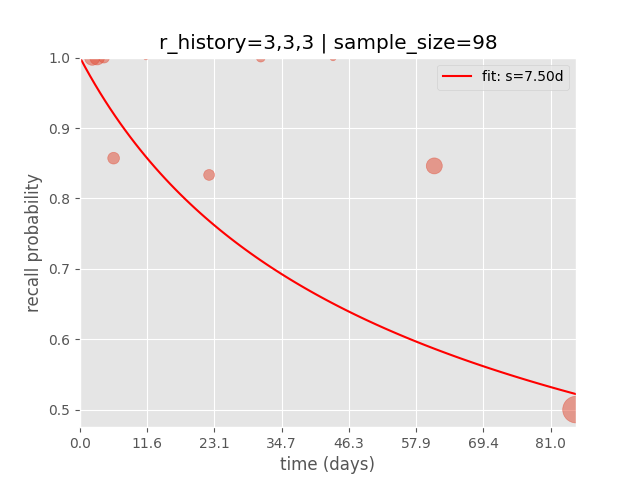 r_history=3,3,3 | sample_size=98
fit: s=7.50d
recall probability
1.0
0.9
0.8
0.7
0.6
0.5
0.0 11.6 23.1 34.7 46.3 57.9 69.4 81.0
time (days)